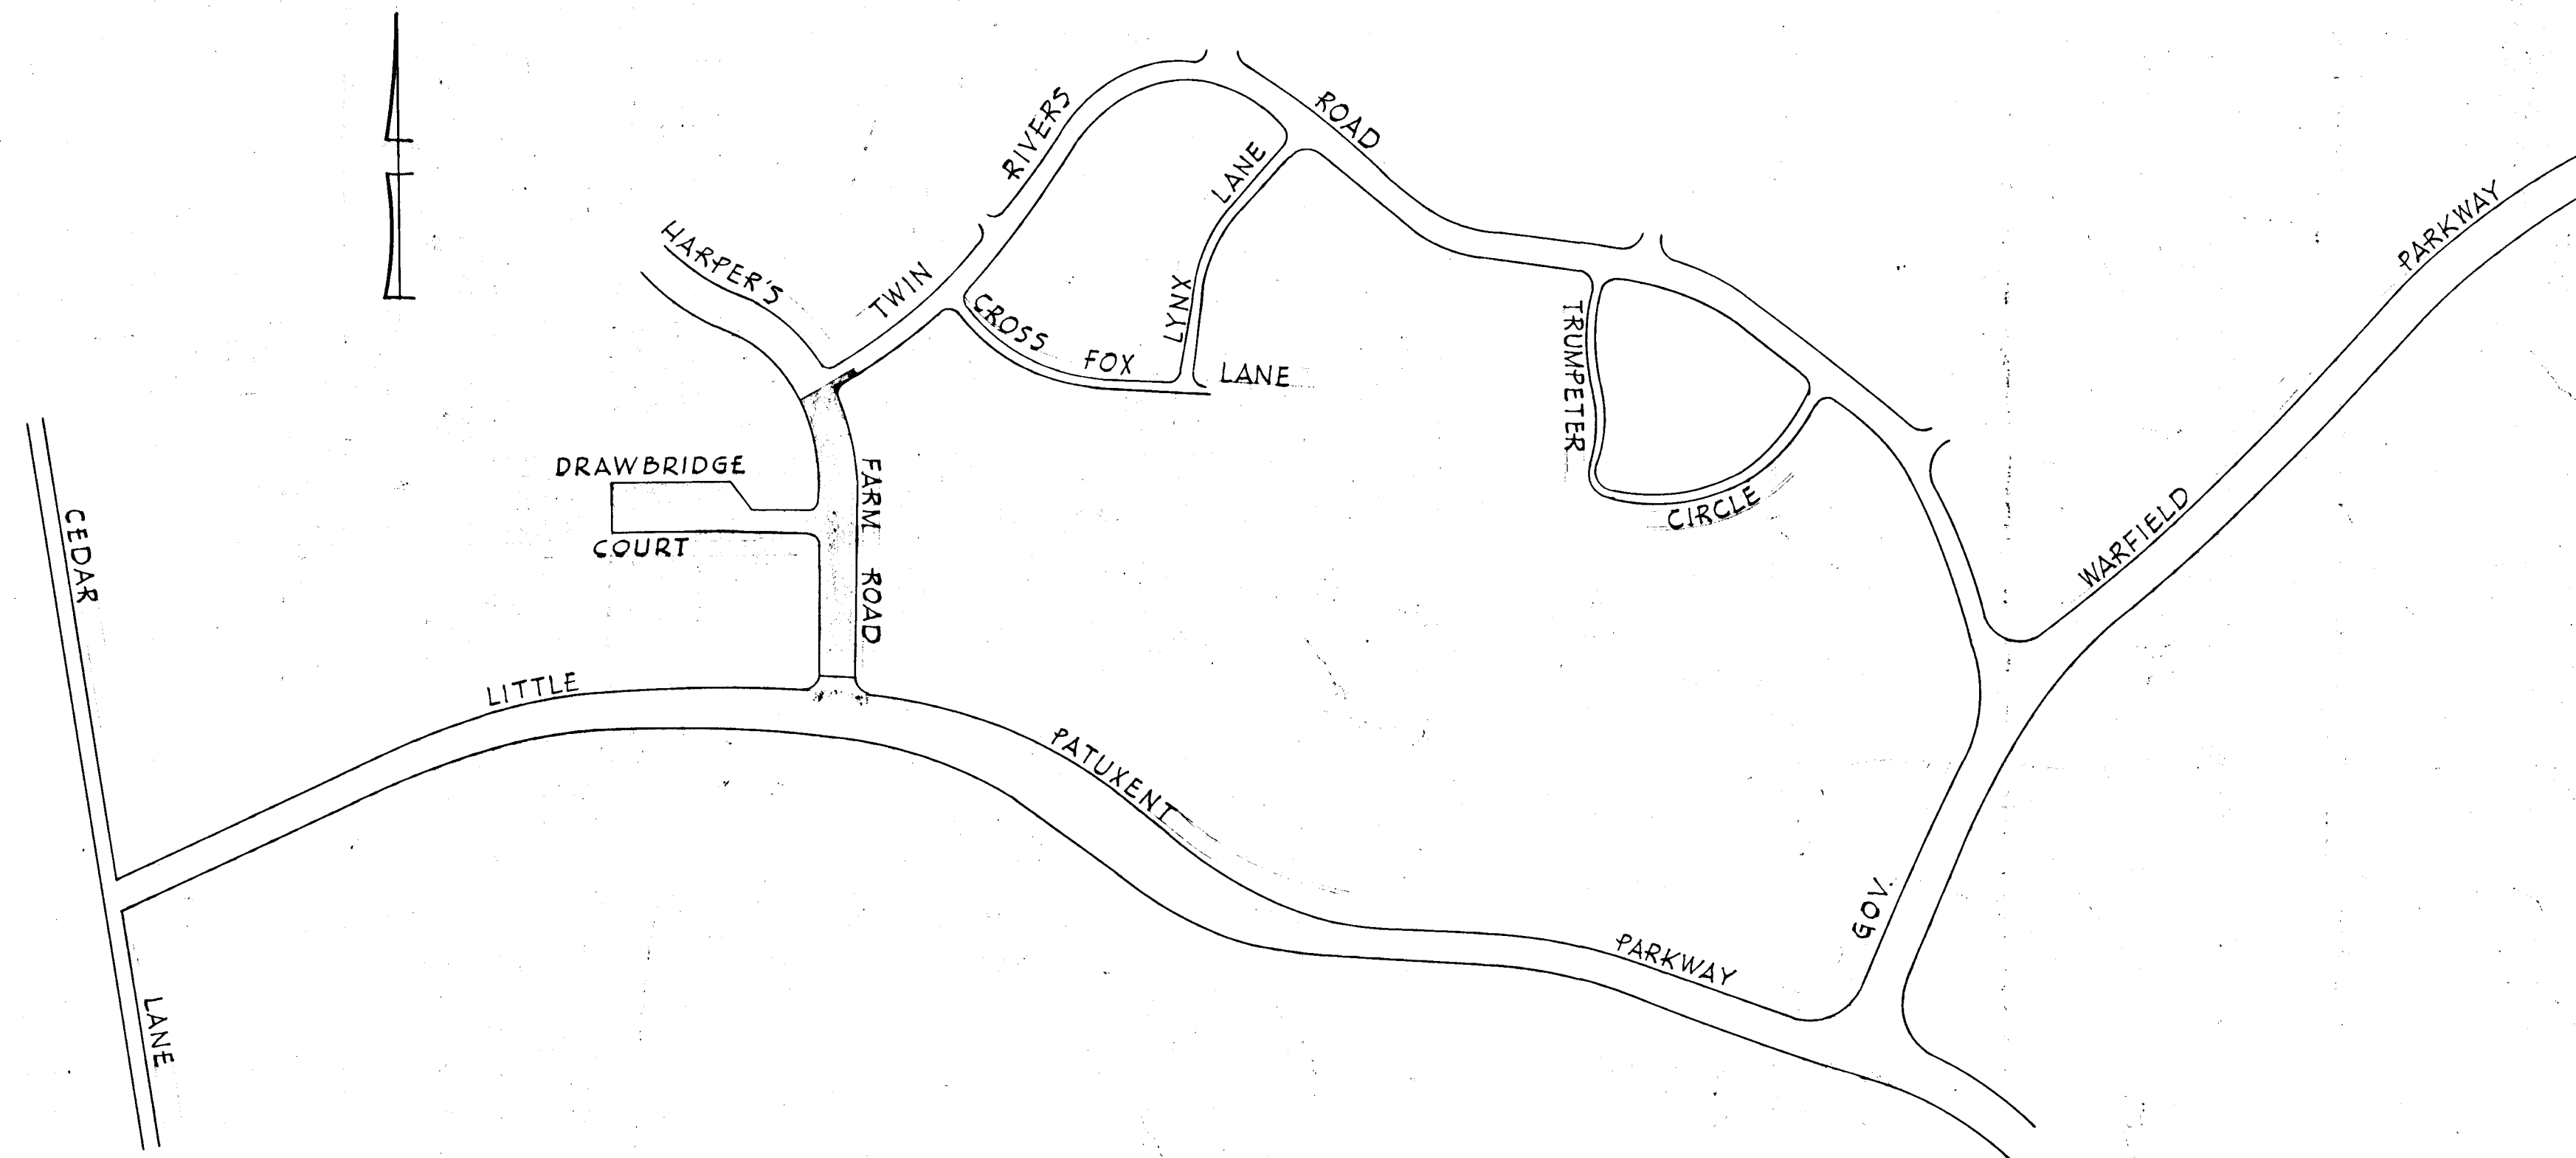 TWIN RIVERS ROAD
HARPER'S FARM ROAD
CROSS FOX LANE
LYNX LANE
TRUMPETER CIRCLE
DRAWBRIDGE COURT
CEDAR LANE
LITTLE PATUXENT PARKWAY
GOV. WARFIELD PARKWAY